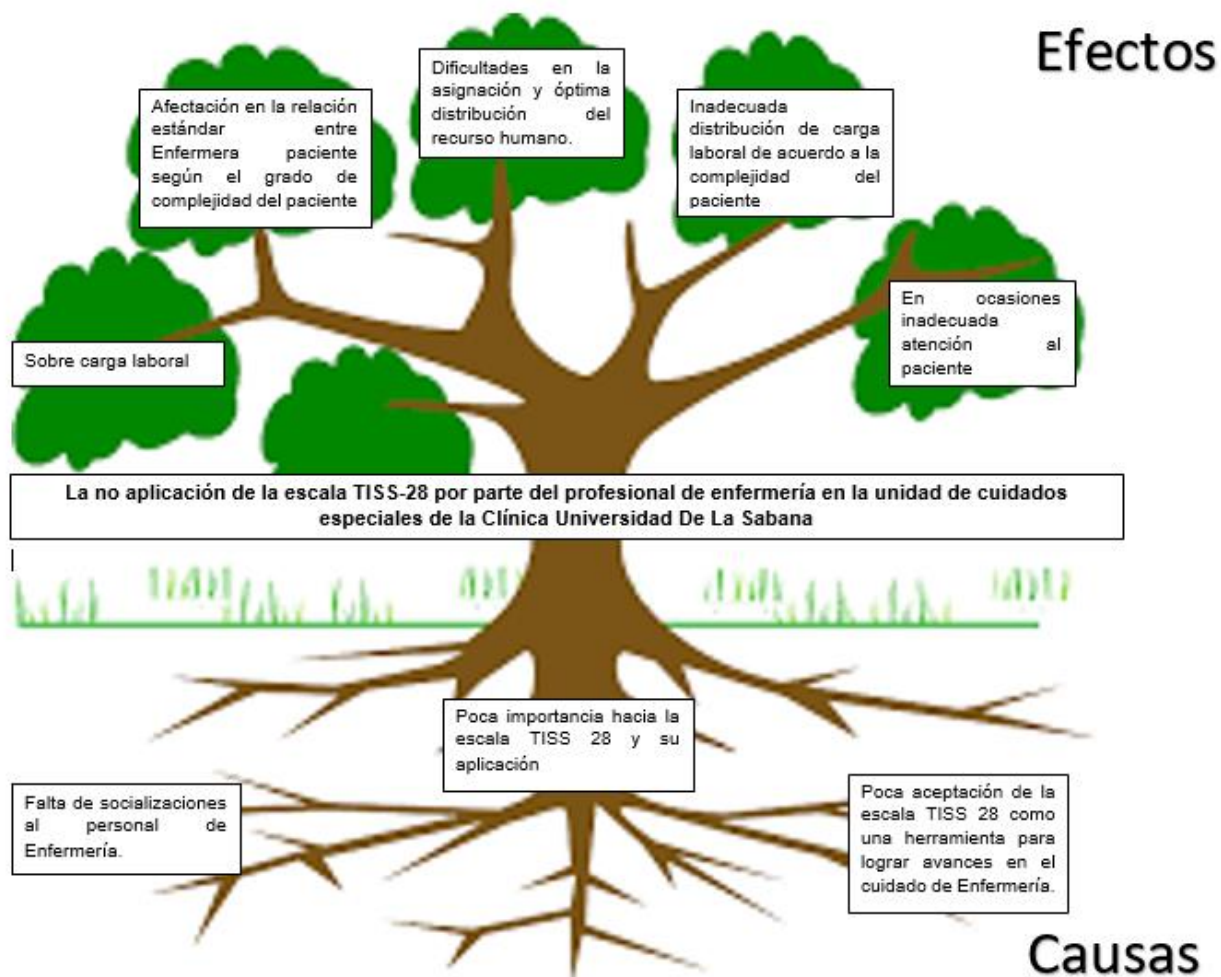 Efectos
Dificultades en la
asignación y óptima
distribución del
recurso humano.
Afectación en la relación
estándar entre
Enfermera paciente
según el grado de
complejidad del paciente
Inadecuada
distribución de carga
laboral de acuerdo a la
complejidad del
paciente
En ocasiones
inadecuada
atención al
paciente
Sobre carga laboral
La no aplicación de la escala TISS-28 por parte del profesional de enfermería en la unidad de cuidados
especiales de la Clínica Universidad De La Sabana
Poca importancia hacia la
escala TISS 28 y su
aplicación
Falta de socializaciones
al personal de
Enfermería.
Poca aceptación de la
escala TISS 28 como
una herramienta para
lograr avances en el
cuidado de Enfermería.
Causas